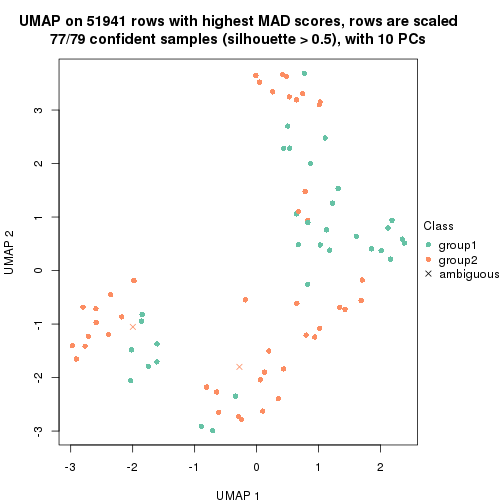 UMAP on 51941 rows with highest MAD scores, rows are scaled
77/79 confident samples (silhouette > 0.5), with 10 PCs
3
2
1
0
-1
-2
-3
UMAP 2
-3
-2
-1
0
1
2
UMAP 1
Class
group1
group2
ambiguous